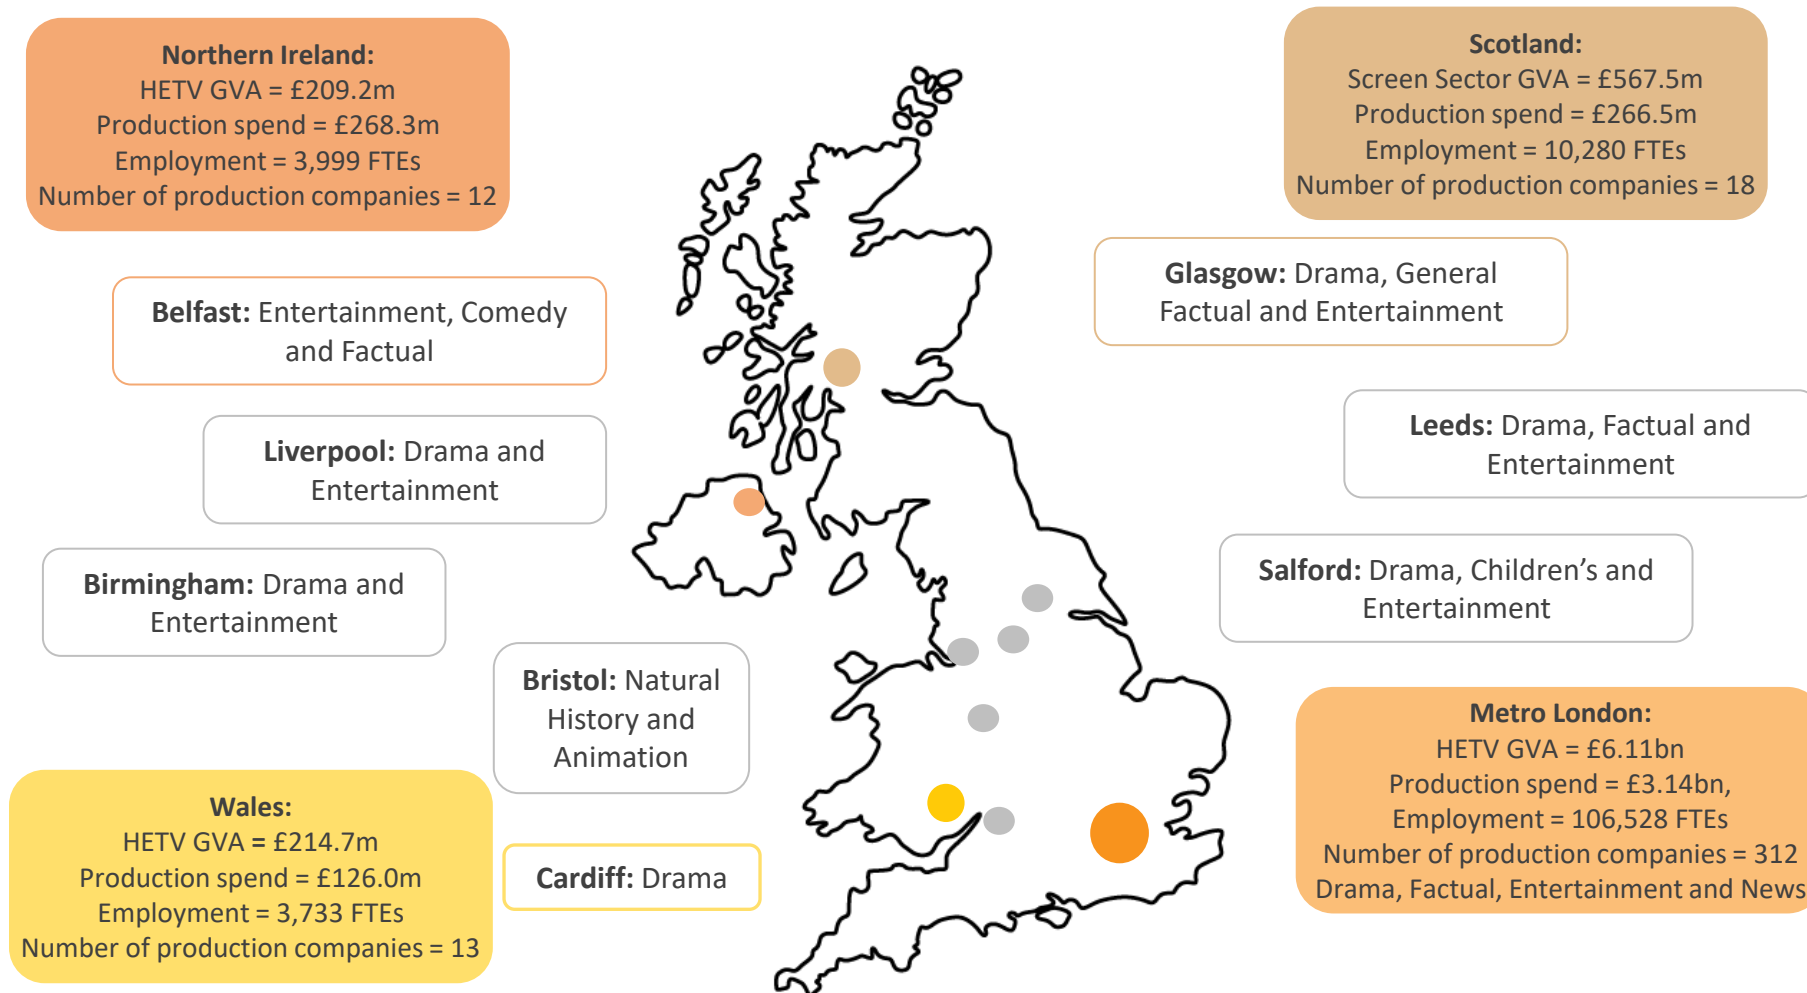 Northern Ireland:
HETV GVA = £209.2m
Production spend = £268.3m
Employment = 3,999 FTEs
Number of production companies = 12
Scotland:
Screen Sector GVA = £567.5m
Production spend = £266.5m
Employment = 10,280 FTEs
Number of production companies = 18
Belfast: Entertainment, Comedy
and Factual
Glasgow: Drama, General
Factual and Entertainment
Liverpool: Drama and
Entertainment
Leeds: Drama, Factual and
Entertainment
Birmingham: Drama and
Entertainment
Salford: Drama, Children’s and
Entertainment
Bristol: Natural
History and
Animation
Metro London:
HETV GVA = £6.11bn
Production spend = £3.14bn,
Employment = 106,528 FTEs
Number of production companies = 312
Drama, Factual, Entertainment and News
Wales:
HETV GVA = £214.7m
Production spend = £126.0m
Employment = 3,733 FTEs
Number of production companies = 13
Cardiff: Drama